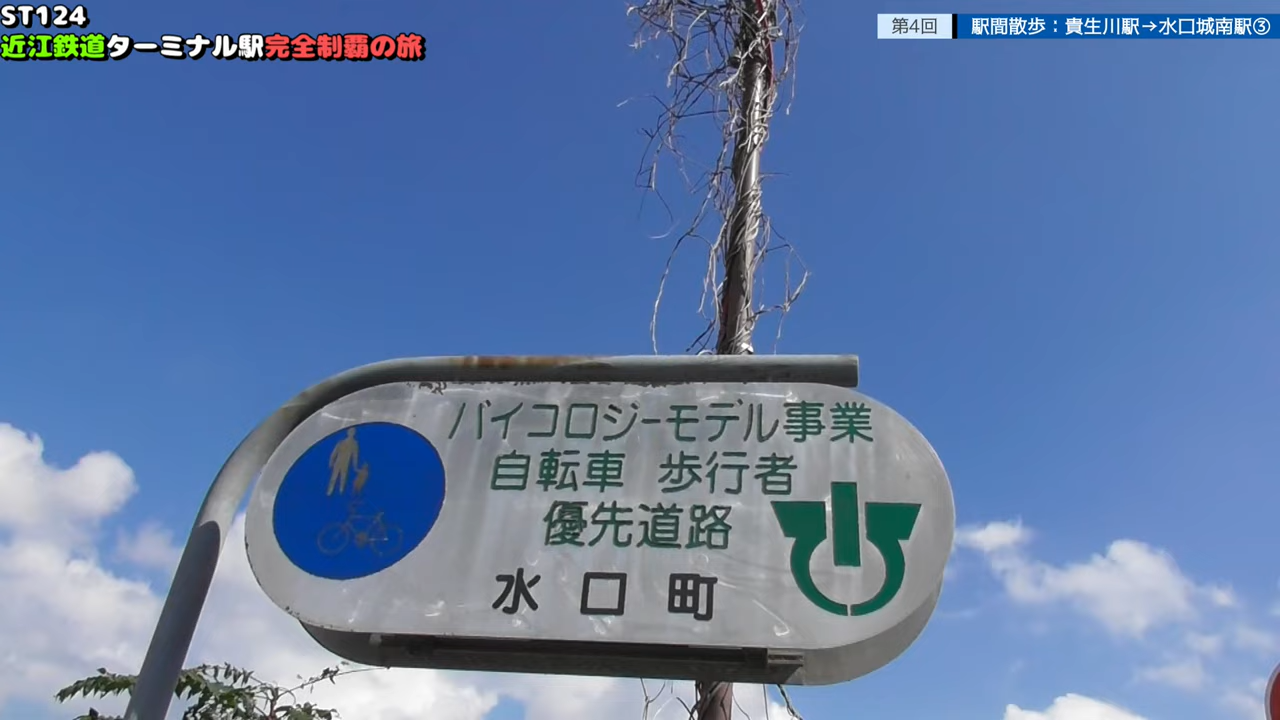 ST124
近江鉄道ターミナル駅完全制覇の旅
第4回 駅間散歩：貴生川駅→水口城南駅③
バイコロジーモデル事業
自転車 歩行者
優先道路
水口町